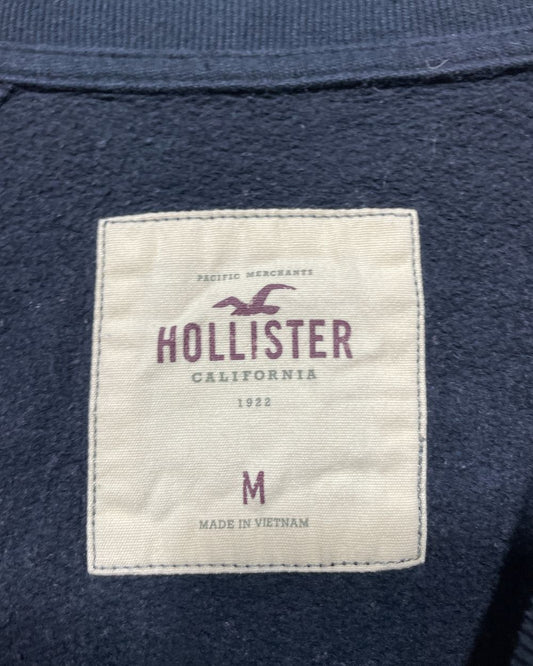 PACIFIC MERCHANTS
HOLLISTER
CALIFORNIA
1922
M
MADE IN VIETNAM